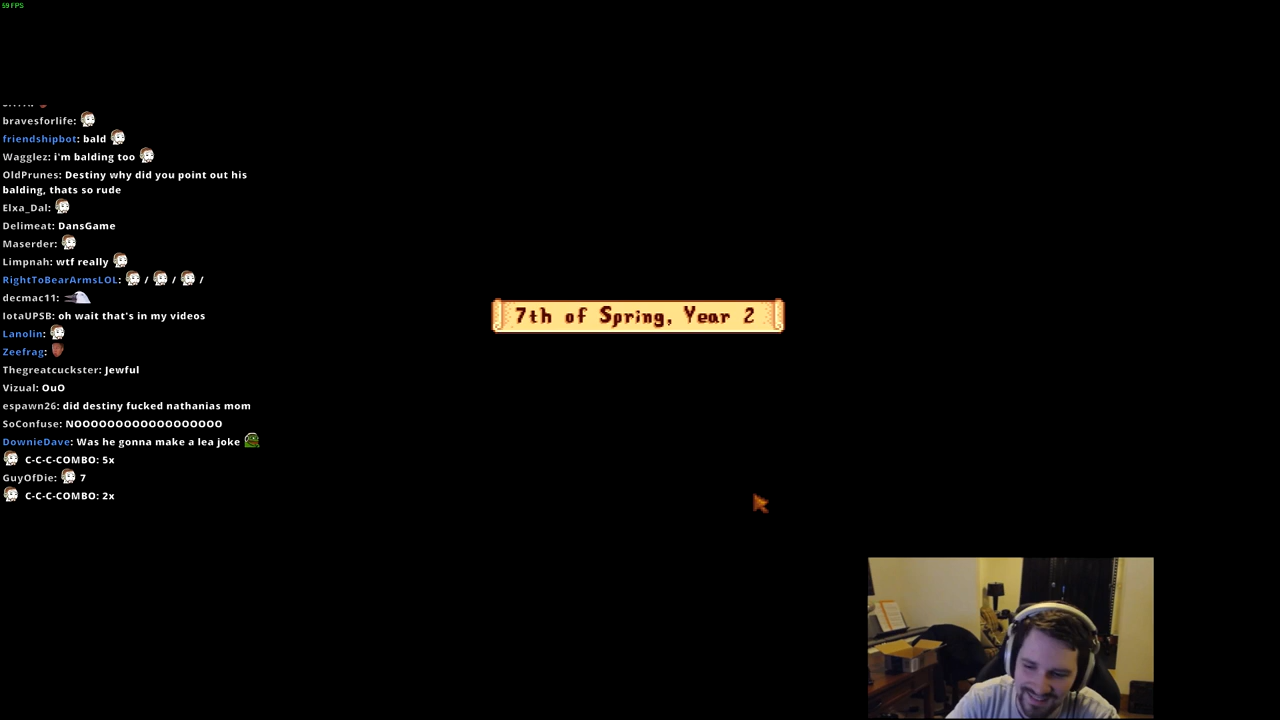 59 FPS
bravesforlife:
friendshipbot: bald
Wagglez: i'm balding too
OldPrunes: Destiny why did you point out his
balding, thats so rude
Elxa_Dal:
Delimeat: DansGame
Maserder:
Limpnah: wtf really
RightToBearArmsLOL: / / /
decmac11:
IotaUPSB: oh wait that's in my videos
Lanolin:
Zeefrag:
Thegreatcuckster: Jewful
Vizual: OuO
espawn26: did destiny fucked nathanias mom
SoConfuse: NOOOOOOOOOOOOOOOOOO
DownieDave: Was he gonna make a lea joke
C-C-C-COMBO: 5x
GuyOfDie: 7
C-C-C-COMBO: 2x
7th of Spring, Year 2